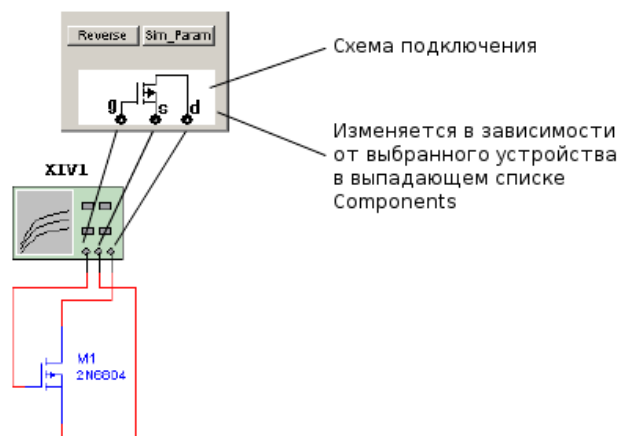 Reverse Sim_Param
Схема подключения
g s d
Изменяется в зависимости
от выбранного устройства
в выпадающем списке
Components
XIV1
M1
2N6804